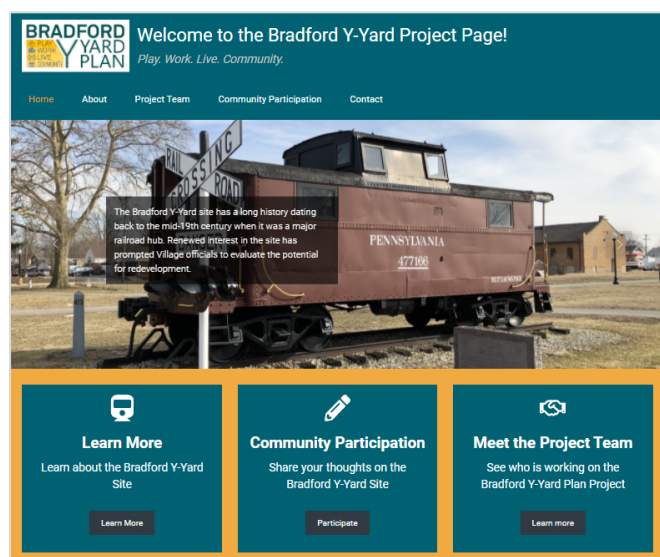 BRADFORD
PLAY YARD
WORK
LIVE PLAN
COMMUNITY
Welcome to the Bradford Y-Yard Project Page!
Play. Work. Live. Community.
Home About Project Team Community Participation Contact
RAIL CROSSING ROAD
The Bradford Y-Yard site has a long history dating
back to the mid-19th century when it was a major
railroad hub. Renewed interest in the site has
prompted Village officials to evaluate the potential
for redevelopment.
PENNSYLVANIA
477166
Learn More
Learn about the Bradford Y-Yard
Site
Learn More
Community Participation
Share your thoughts on the
Bradford Y-Yard Site
Participate
Meet the Project Team
See who is working on the
Bradford Y-Yard Plan Project
Learn more